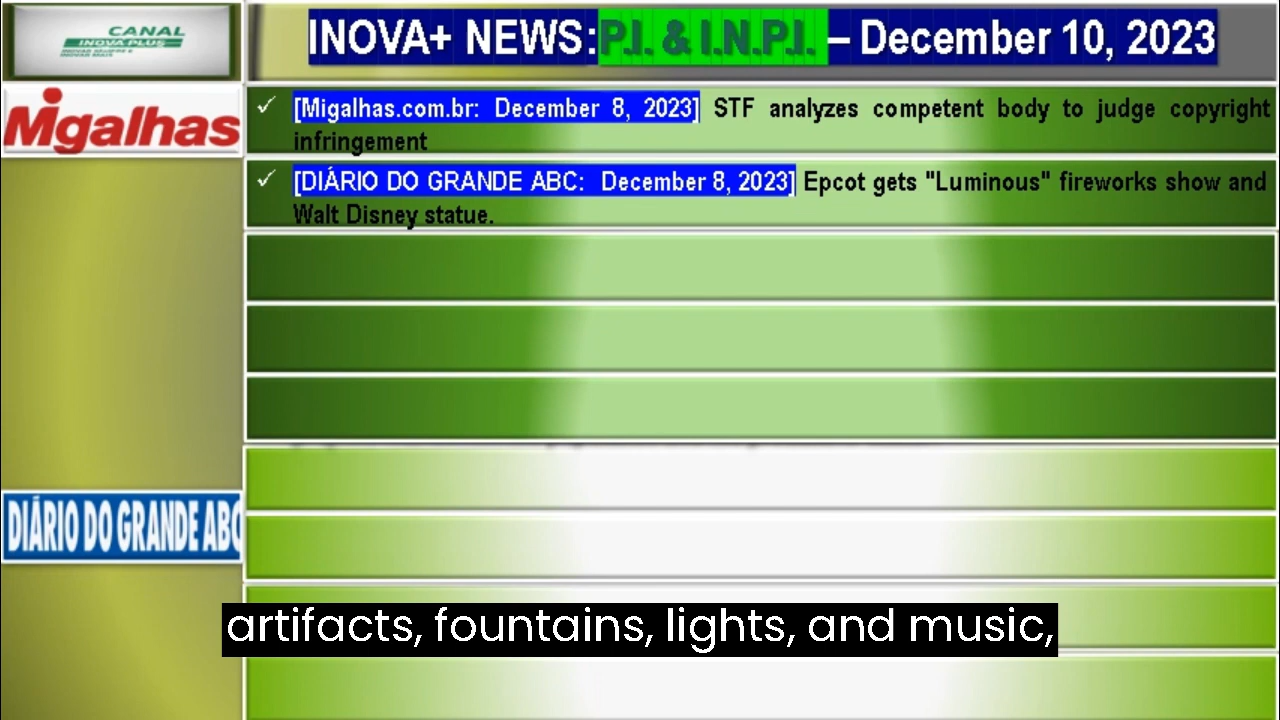 CANAL
INOVA PLUS
INOVA+ NEWS:P.I. & I.N.P.I. – December 10, 2023
Migalhas
✓ [Migalhas.com.br: December 8, 2023] STF analyzes competent body to judge copyright
infringement
✓ [DIÁRIO DO GRANDE ABC: December 8, 2023] Epcot gets "Luminous" fireworks show and
Walt Disney statue.
DIÁRIO DO GRANDE ABC
artifacts, fountains, lights, and music,